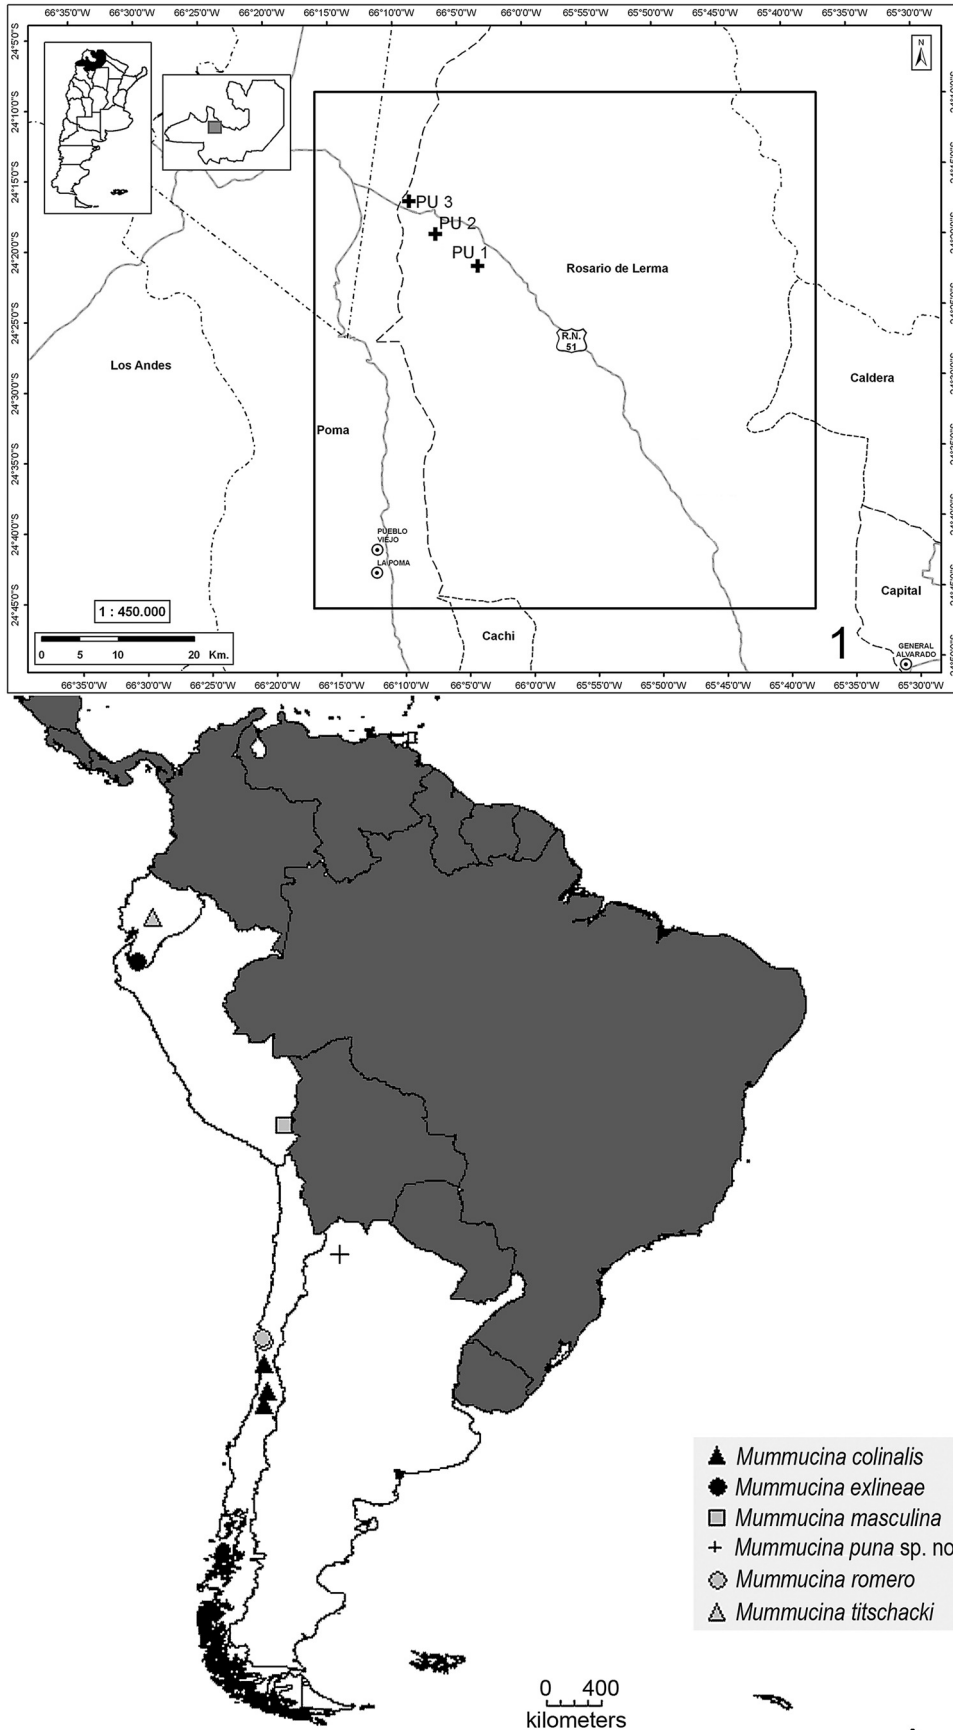 66°35'0"W 66°30'0"W 66°25'0"W 66°20'0"W 66°15'0"W 66°10'0"W 66°5'0"W 66°0'0"W 65°55'0"W 65°50'0"W 65°45'0"W 65°40'0"W 65°35'0"W 65°30'0"W
24°5'0"S
24°10'0"S
24°15'0"S
24°20'0"S
24°25'0"S
24°30'0"S
24°35'0"S
24°40'0"S
24°45'0"S
N
PU 3
PU 2
PU 1
Rosario de Lerma
R.N.
51
Los Andes
Caldera
Poma
PUEBLO
VIEJO
LA POMA
Capital
1 : 450.000
Cachi
GENERAL
ALVARADO
0 5 10 20 Km.
1
66°35'0"W 66°30'0"W 66°25'0"W 66°20'0"W 66°15'0"W 66°10'0"W 66°5'0"W 66°0'0"W 65°55'0"W 65°50'0"W 65°45'0"W 65°40'0"W 65°35'0"W 65°30'0"W
Mummucina colinalis
Mummucina exlineae
Mummucina masculina
Mummucina puna sp. no
Mummucina romero
Mummucina titschacki
0 400
kilometers